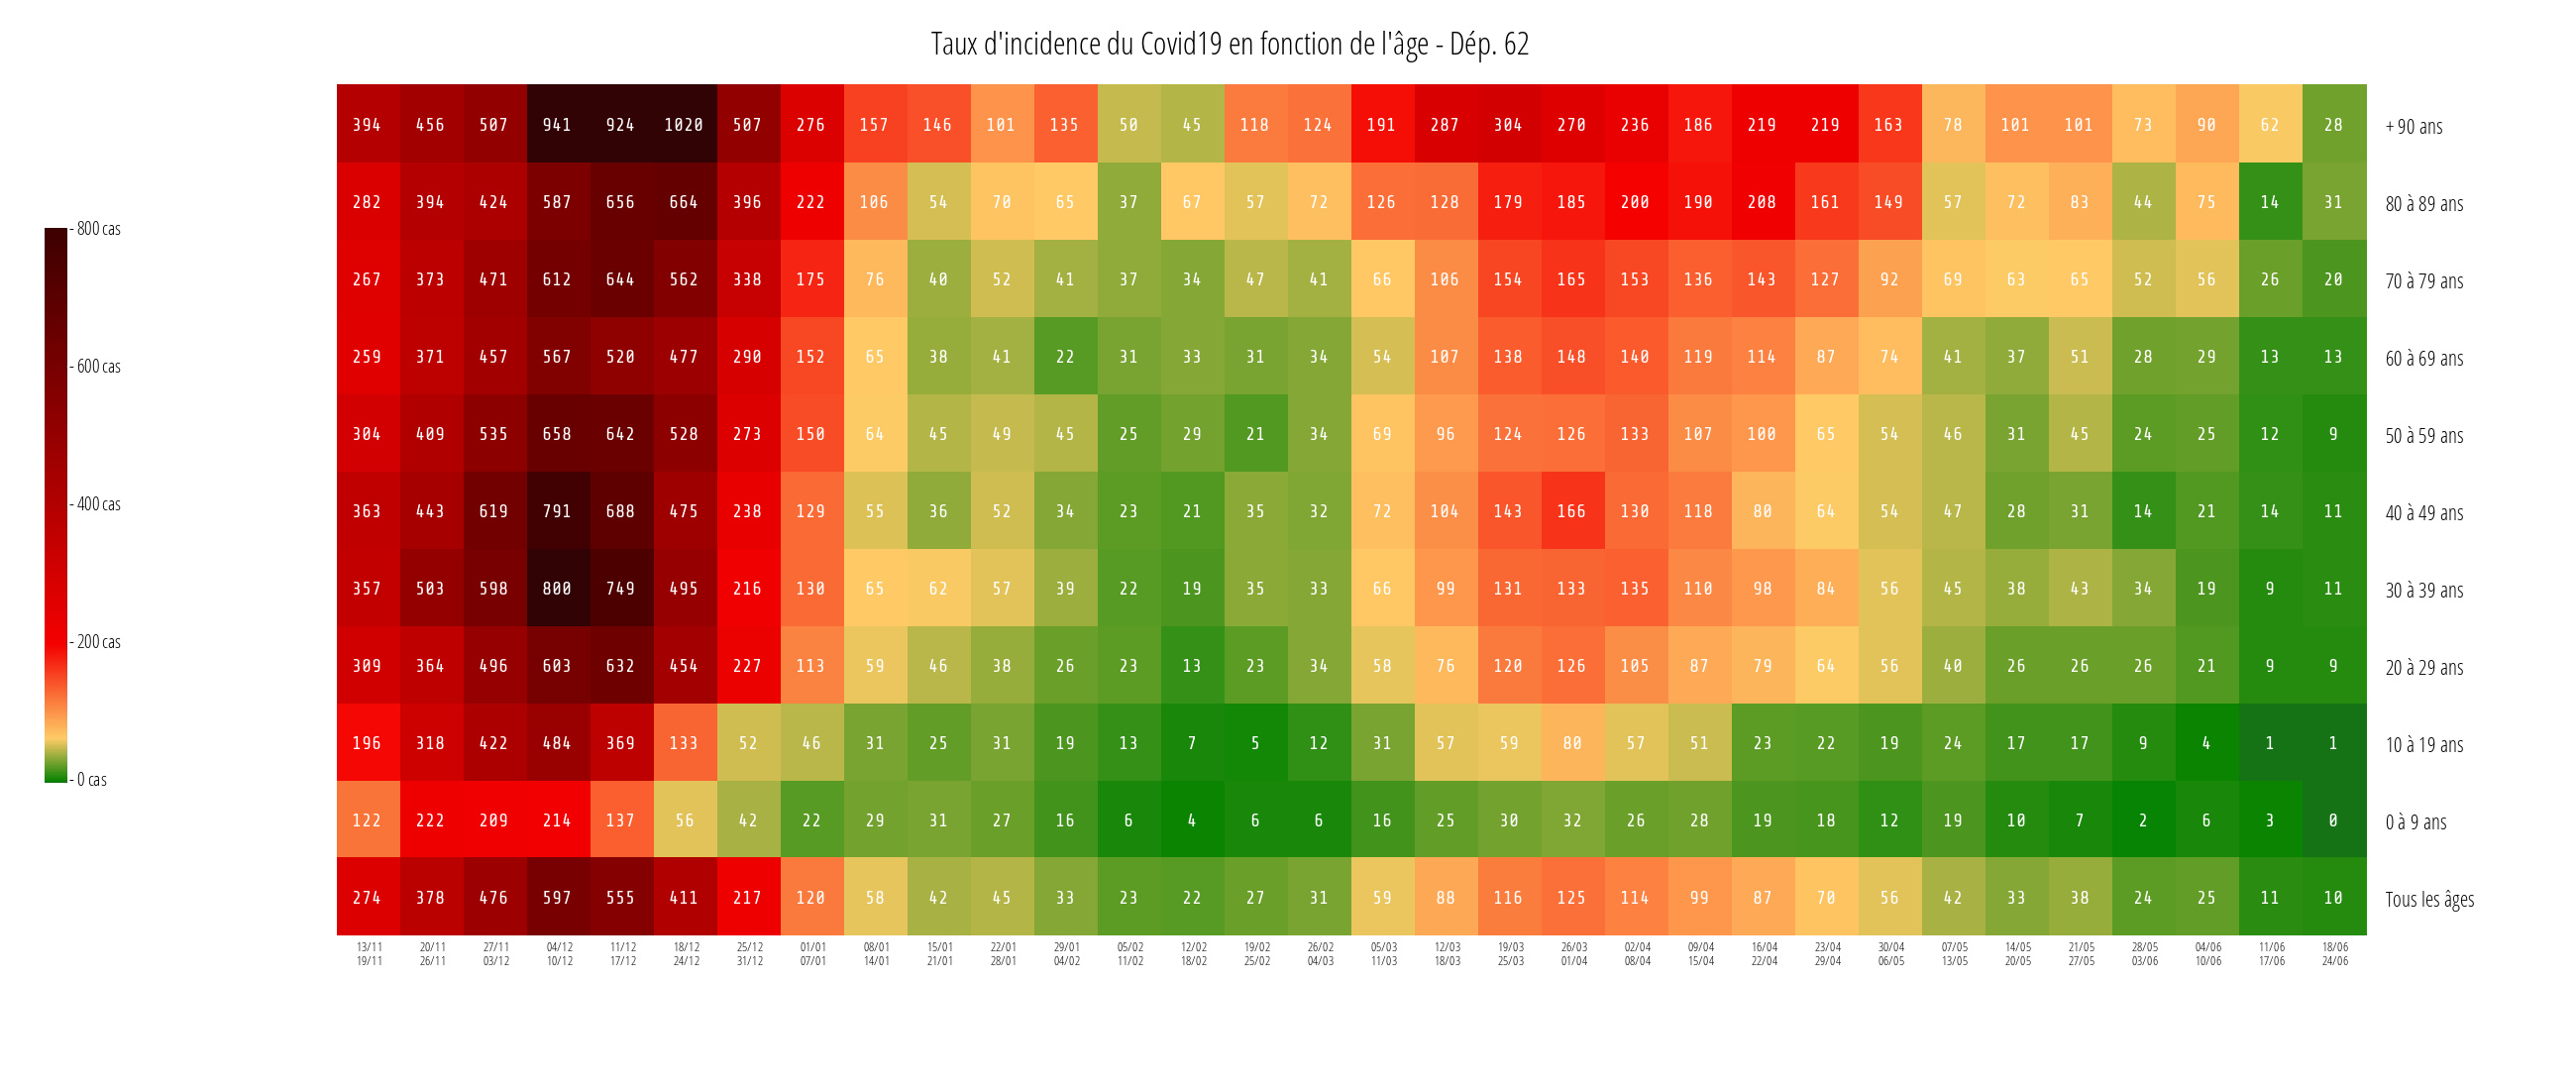 Taux d'incidence du Covid19 en fonction de l'âge - Dép. 62
- 800 cas
- 600 cas
- 400 cas
- 200 cas
- 0 cas
394 456 507 941 924 1020 507 276 157 146 101 135 50 45 118 124 191 287 304 270 236 186 219 219 163 78 101 101 73 90 62 28 + 90 ans
282 394 424 587 656 664 396 222 106 54 70 65 37 67 57 72 126 128 179 185 200 190 208 161 149 57 72 83 44 75 14 31 80 à 89 ans
267 373 471 612 644 562 338 175 76 40 52 41 37 34 47 41 66 106 154 165 153 136 143 127 92 69 63 65 52 56 26 20 70 à 79 ans
259 371 457 567 520 477 290 152 65 38 41 22 31 33 31 34 54 107 138 148 140 119 114 87 74 41 37 51 28 29 13 13 60 à 69 ans
304 409 535 658 642 528 273 150 64 45 49 45 25 29 21 34 69 96 124 126 133 107 100 65 54 46 31 45 24 25 12 9 50 à 59 ans
363 443 619 791 688 475 238 129 55 36 52 34 23 21 35 32 72 104 143 166 130 118 80 64 54 47 28 31 14 21 14 11 40 à 49 ans
357 503 598 800 749 495 216 130 65 62 57 39 22 19 35 33 66 99 131 133 135 110 98 84 56 45 38 43 34 19 9 11 30 à 39 ans
309 364 496 603 632 454 227 113 59 46 38 26 23 13 23 34 58 76 120 126 105 87 79 64 56 40 26 26 26 21 9 9 20 à 29 ans
196 318 422 484 369 133 52 46 31 25 31 19 13 7 5 12 31 57 59 80 57 51 23 22 19 24 17 17 9 4 1 1 10 à 19 ans
122 222 209 214 137 56 42 22 29 31 27 16 6 4 6 6 16 25 30 32 26 28 19 18 12 19 10 7 2 6 3 0 0 à 9 ans
274 378 476 597 555 411 217 120 58 42 45 33 23 22 27 31 59 88 116 125 114 99 87 70 56 42 33 38 24 25 11 10 Tous les âges
13/11 20/11 27/11 04/12 11/12 18/12 25/12 01/01 08/01 15/01 22/01 29/01 05/02 12/02 19/02 26/02 05/03 12/03 19/03 26/03 02/04 09/04 16/04 23/04 30/04 07/05 14/05 21/05 28/05 04/06 11/06 18/06
19/11 26/11 03/12 10/12 17/12 24/12 31/12 07/01 14/01 21/01 28/01 04/02 11/02 18/02 25/02 04/03 11/03 18/03 25/03 01/04 08/04 15/04 22/04 29/04 06/05 13/05 20/05 27/05 03/06 10/06 17/06 24/06